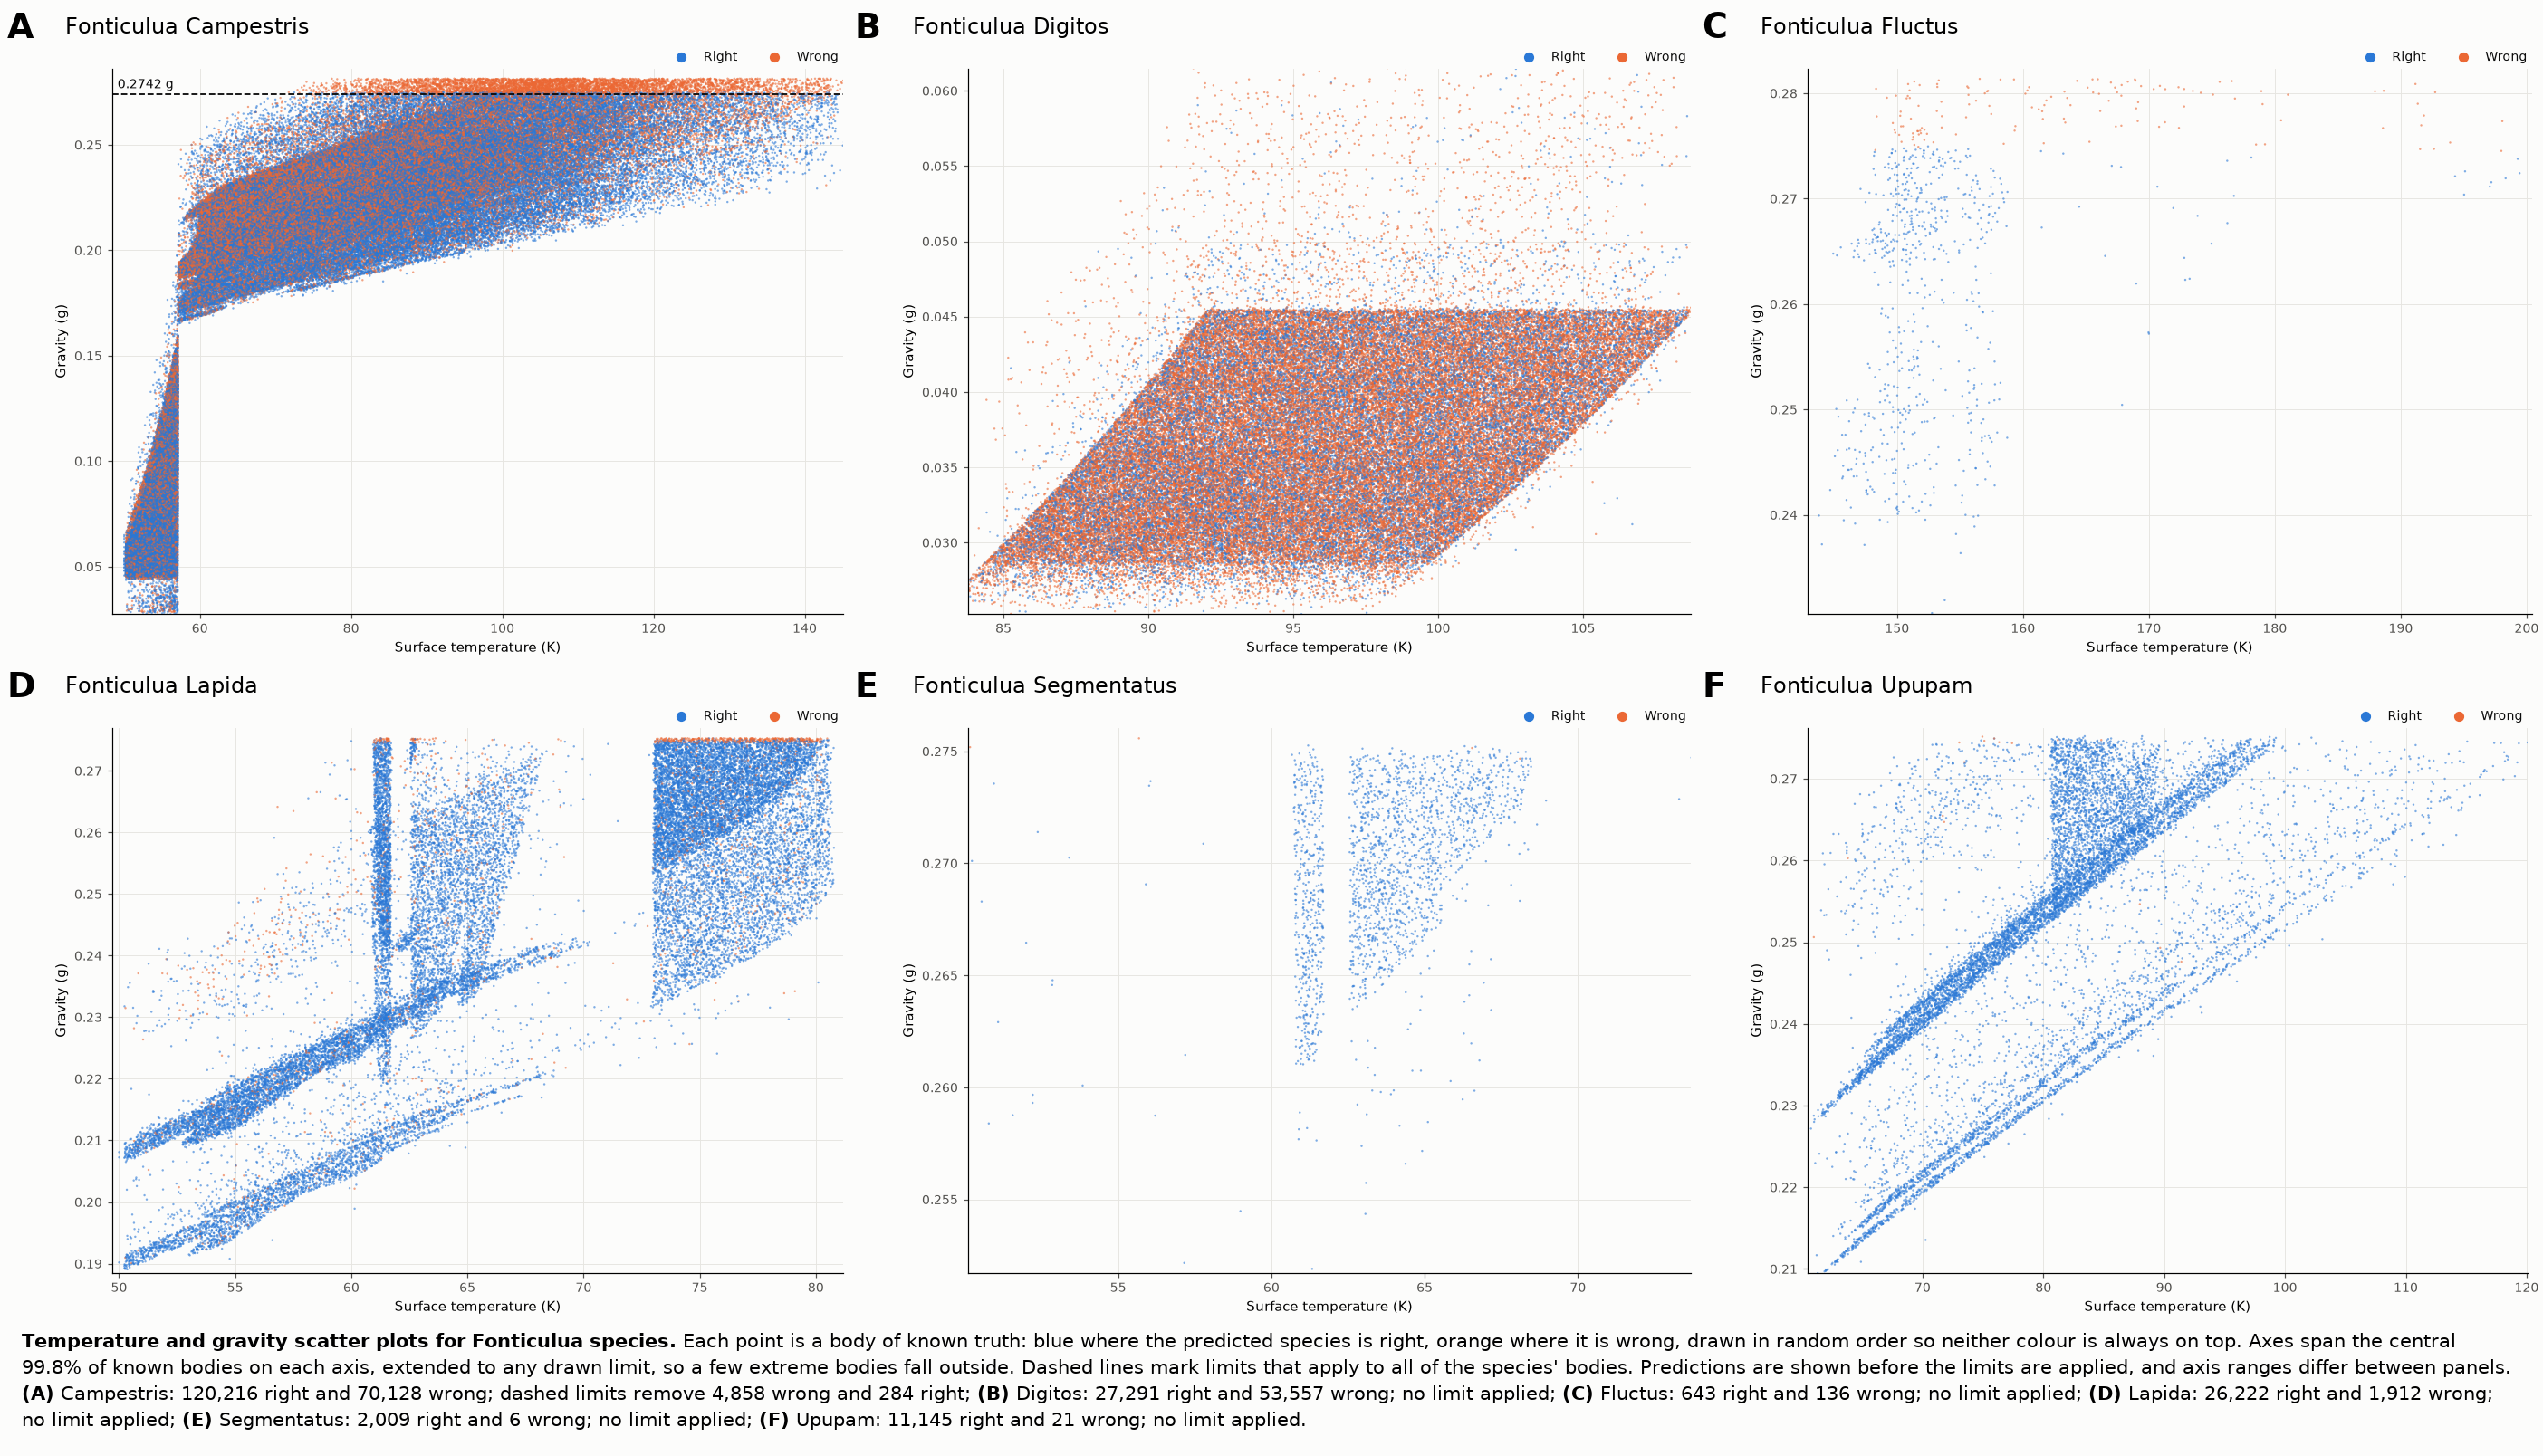 A Fonticulua Campestris
Right Wrong
0.2742 g
0.25
0.20
0.15
0.10
0.05
Gravity (g)
60 80 100 120 140
Surface temperature (K)
B Fonticulua Digitos
Right Wrong
0.060
0.055
0.050
0.045
0.040
0.035
0.030
Gravity (g)
85 90 95 100 105
Surface temperature (K)
C Fonticulua Fluctus
Right Wrong
0.28
0.27
0.26
0.25
0.24
Gravity (g)
150 160 170 180 190 200
Surface temperature (K)
D Fonticulua Lapida
Right Wrong
0.27
0.26
0.25
0.24
0.23
0.22
0.21
0.20
0.19
Gravity (g)
50 55 60 65 70 75 80
Surface temperature (K)
E Fonticulua Segmentatus
Right Wrong
0.275
0.270
0.265
0.260
0.255
Gravity (g)
55 60 65 70
Surface temperature (K)
F Fonticulua Upupam
Right Wrong
0.27
0.26
0.25
0.24
0.23
0.22
0.21
Gravity (g)
70 80 90 100 110 120
Surface temperature (K)
Temperature and gravity scatter plots for Fonticulua species. Each point is a body of known truth: blue where the predicted species is right, orange where it is wrong, drawn in random order so neither colour is always on top. Axes span the central
99.8% of known bodies on each axis, extended to any drawn limit, so a few extreme bodies fall outside. Dashed lines mark limits that apply to all of the species' bodies. Predictions are shown before the limits are applied, and axis ranges differ between panels.
(A) Campestris: 120,216 right and 70,128 wrong; dashed limits remove 4,858 wrong and 284 right; (B) Digitos: 27,291 right and 53,557 wrong; no limit applied; (C) Fluctus: 643 right and 136 wrong; no limit applied; (D) Lapida: 26,222 right and 1,912 wrong;
no limit applied; (E) Segmentatus: 2,009 right and 6 wrong; no limit applied; (F) Upupam: 11,145 right and 21 wrong; no limit applied.